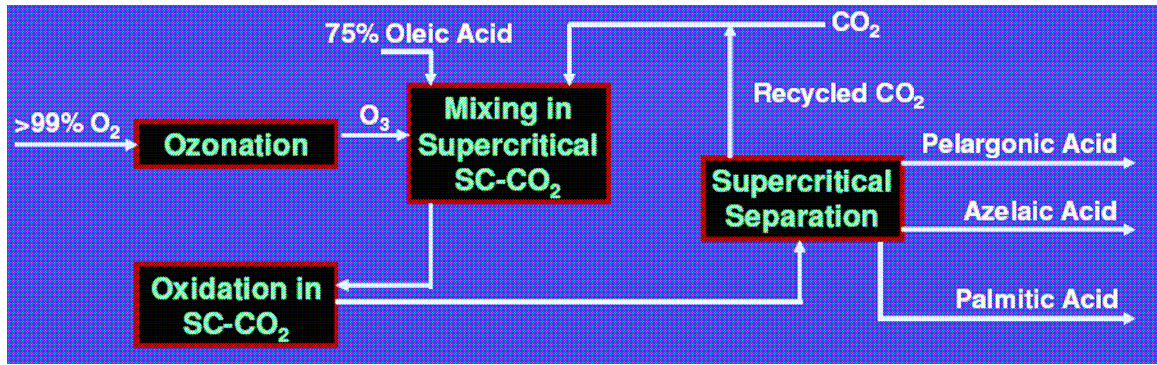 75% Oleic Acid
CO₂
>99% O₂
Ozonation
O₃
Mixing in
Supercritical
SC-CO₂
Recycled CO₂
Supercritical
Separation
Pelargonic Acid
Azelaic Acid
Palmitic Acid
Oxidation in
SC-CO₂